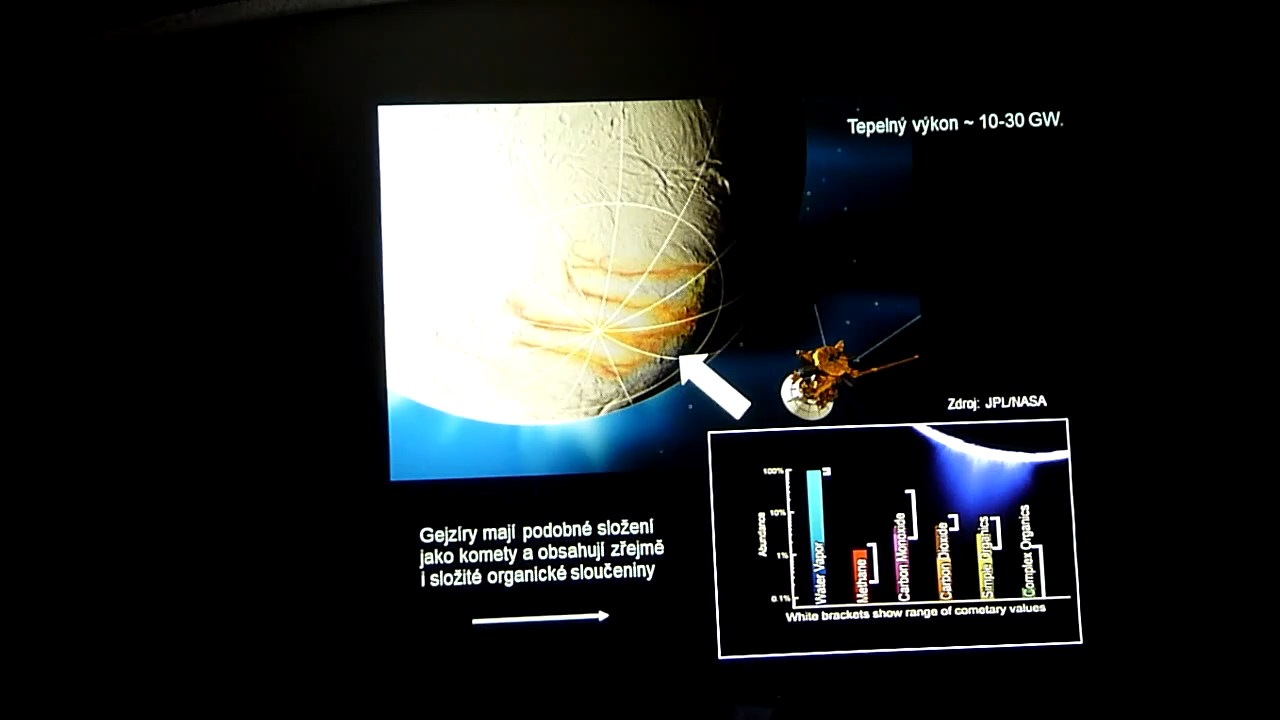 Tepelný výkon ~ 10-30 GW.
Zdroj: JPL/NASA
Gejzíry mají podobné složení
jako komety a obsahují zřejmě
i složité organické sloučeniny
100%
10%
1%
0.1%
Abundance
Water Vapor
Methane
Carbon Monoxide
Carbon Dioxide
Simple Organics
Complex Organics
White brackets show range of cometary values